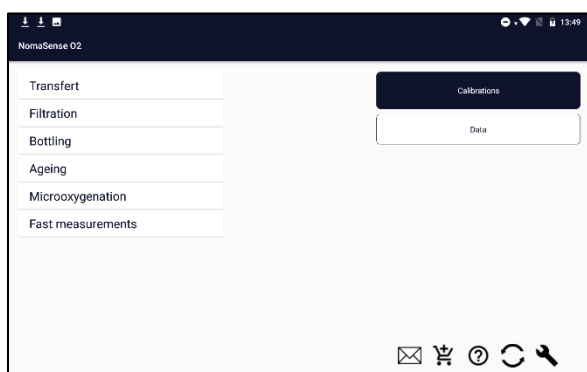 13:49
NomaSense O2
Transfert
Filtration
Bottling
Ageing
Microoxygenation
Fast measurements
Calibrations
Data